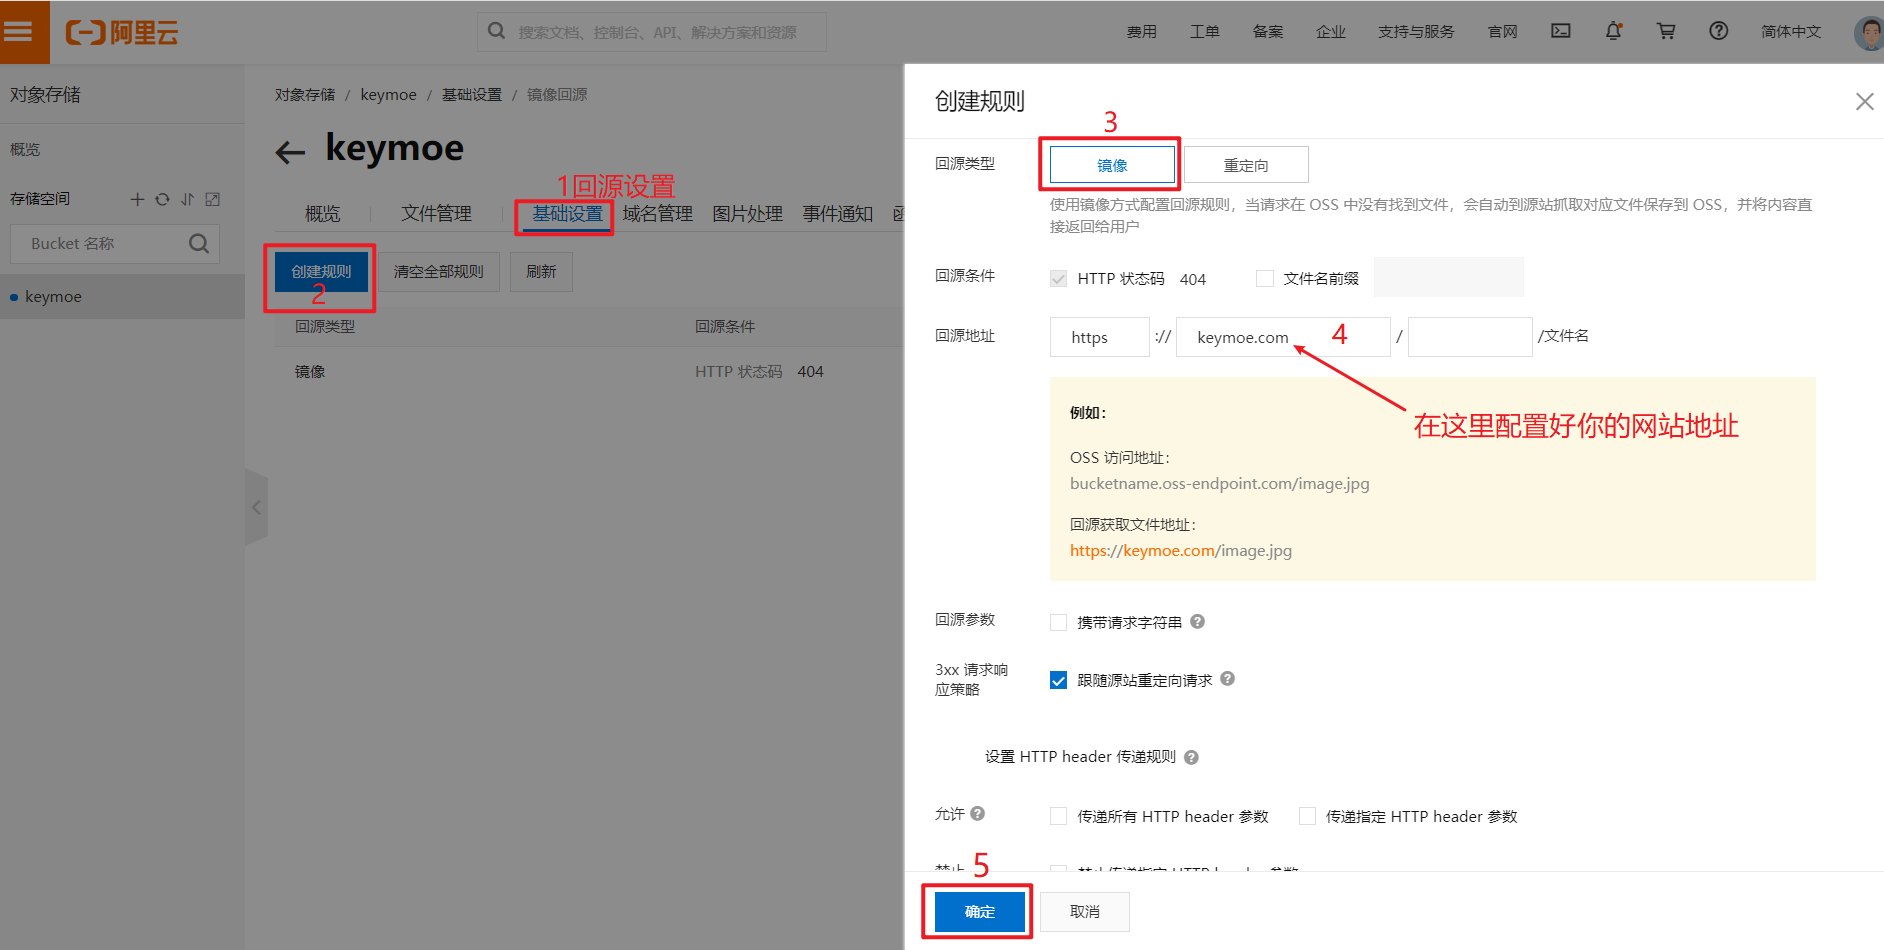 阿里云
搜索文档、控制台、API、解决方案和资源
费用 工单 备案 企业 支持与服务 官网 简体中文
对象存储
概览
存储空间
Bucket 名称
keymoe
对象存储 / keymoe / 基础设置 / 镜像回源
keymoe
1回源设置
概览 文件管理 基础设置 域名管理 图片处理 事件通知
创建规则 清空全部规则 刷新
2
回源类型 回源条件
镜像 HTTP 状态码 404
创建规则
3
回源类型 镜像 重定向
使用镜像方式配置回源规则，当请求在 OSS 中没有找到文件，会自动到源站抓取对应文件保存到 OSS，并将内容直
接返回给用户
回源条件 HTTP 状态码 404 文件名前缀
回源地址 https :// keymoe.com 4 / /文件名
例如：
在这里配置好你的网站地址
OSS 访问地址：
bucketname.oss-endpoint.com/image.jpg
回源获取文件地址：
https://keymoe.com/image.jpg
回源参数 携带请求字符串
3xx 请求响
应策略
跟随源站重定向请求
设置 HTTP header 传递规则
允许 传递所有 HTTP header 参数 传递指定 HTTP header 参数
禁止 禁止传递指定 HTTP header 参数
5
确定 取消